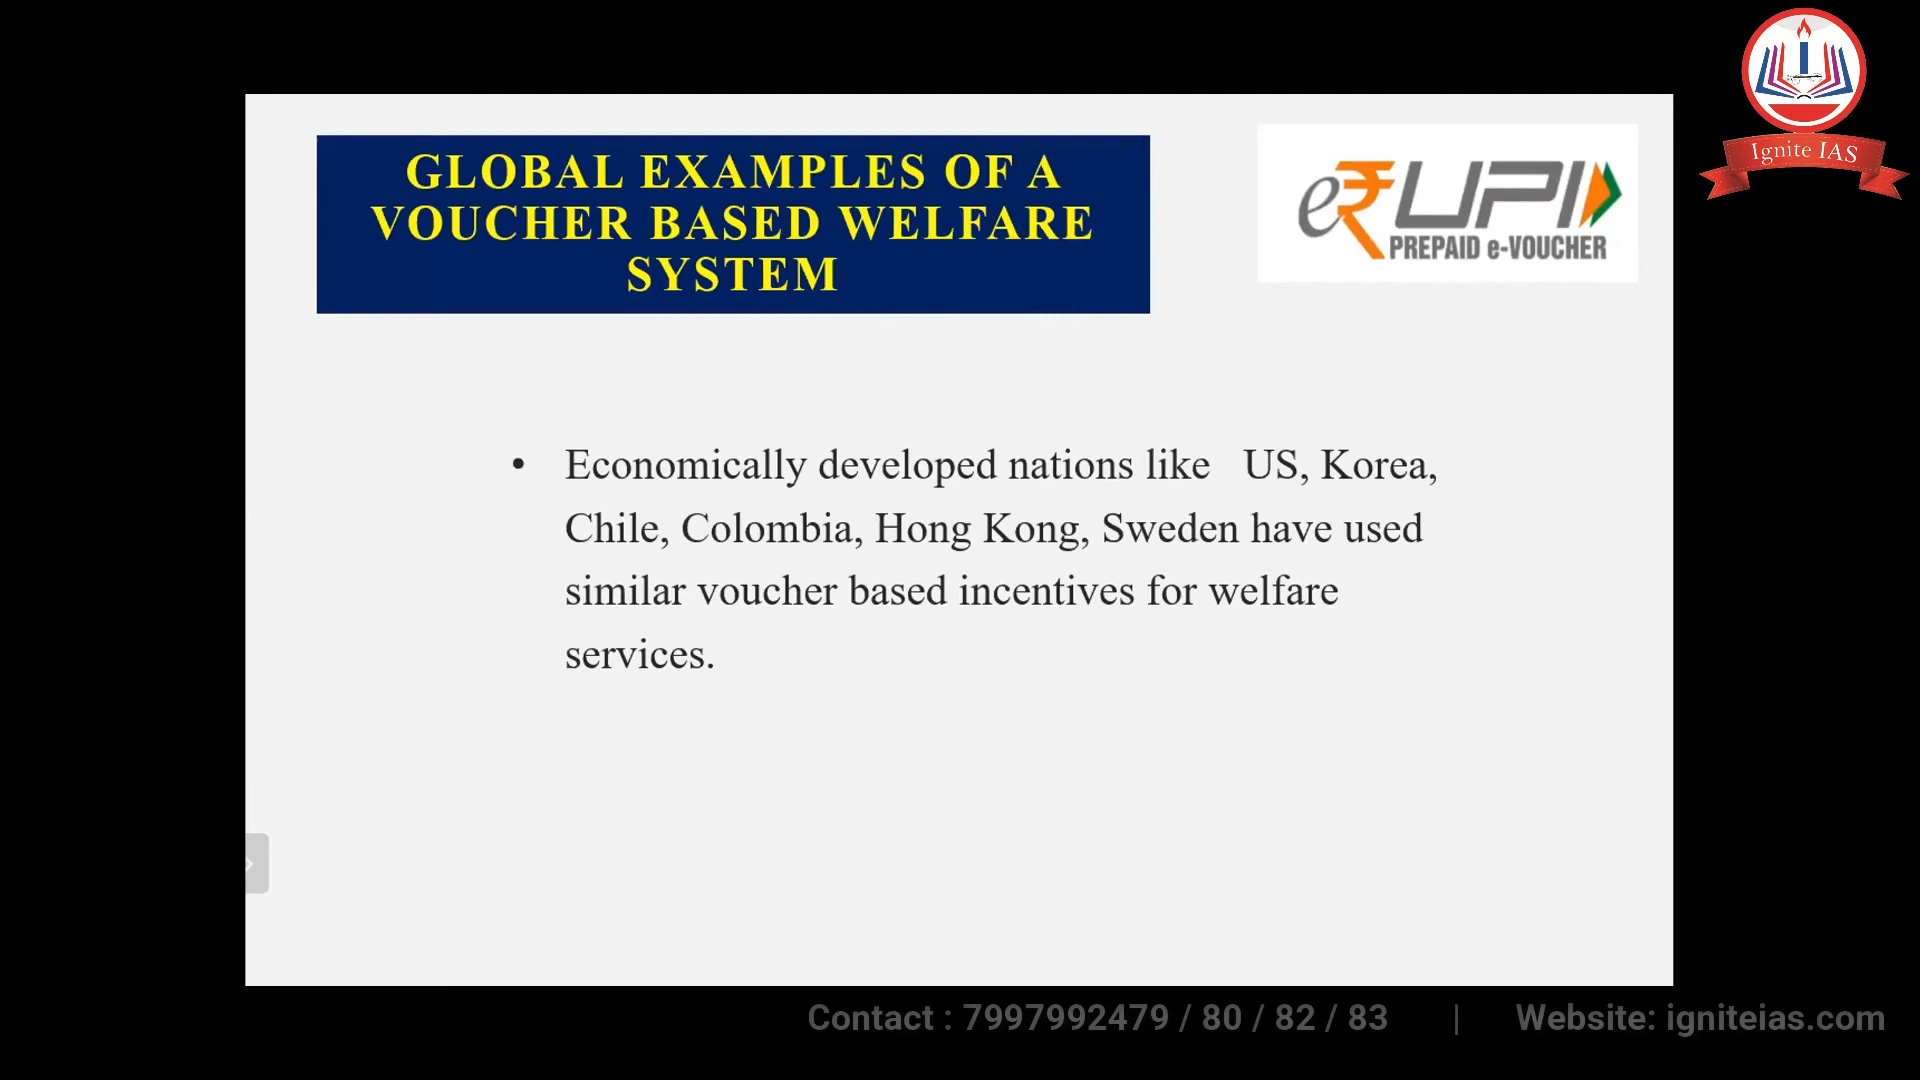 GLOBAL EXAMPLES OF A
VOUCHER BASED WELFARE
SYSTEM
e₹UPI
PREPAID e-VOUCHER
Ignite IAS
• Economically developed nations like US, Korea,
Chile, Colombia, Hong Kong, Sweden have used
similar voucher based incentives for welfare
services.
Contact : 7997992479 / 80 / 82 / 83 | Website: igniteias.com